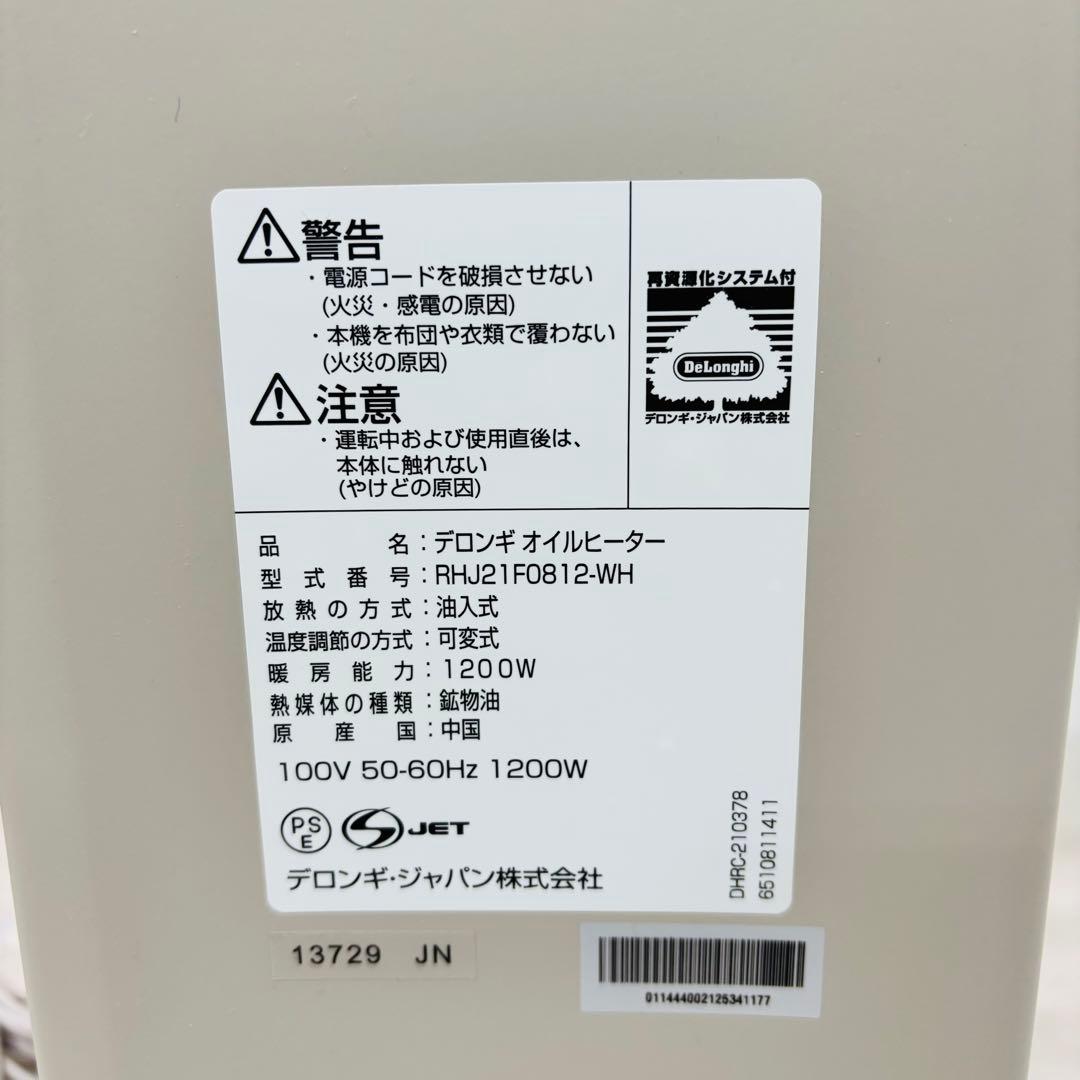 警告
・電源コードを破損させない
(火災・感電の原因)
・本機を布団や衣類で覆わない
(火災の原因)
注意
・運転中および使用直後は、
本体に触れない
(やけどの原因)
再資源化システム付
DeLonghi
デロンギ・ジャパン株式会社
品名：デロンギ オイルヒーター
型式番号：RHJ21F0812-WH
放熱の方式：油入式
温度調節の方式：可変式
暖房能力：1200W
熱媒体の種類：鉱物油
原産国：中国
100V 50-60Hz 1200W
PS
E
JET
デロンギ・ジャパン株式会社
DHRC-210378
6510811411
13729 JN
011444002125341177